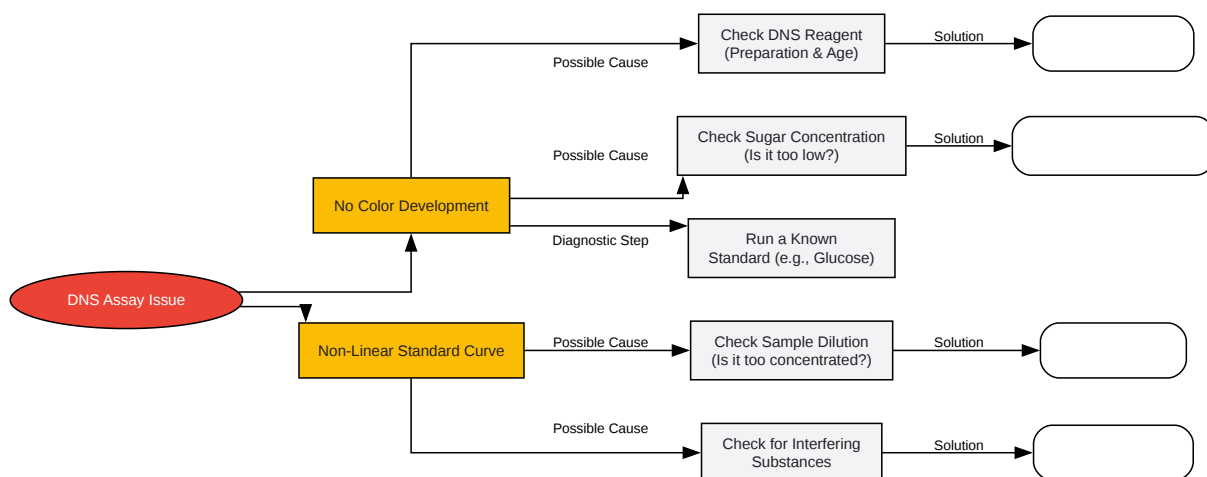 Check DNS Reagent
(Preparation & Age)
Solution
Possible Cause
Check Sugar Concentration
(Is it too low?)
Solution
Possible Cause
No Color Development
Diagnostic Step
Run a Known
Standard (e.g., Glucose)
DNS Assay Issue
Non-Linear Standard Curve
Possible Cause
Check Sample Dilution
(Is it too concentrated?)
Solution
Possible Cause
Check for Interfering
Substances
Solution